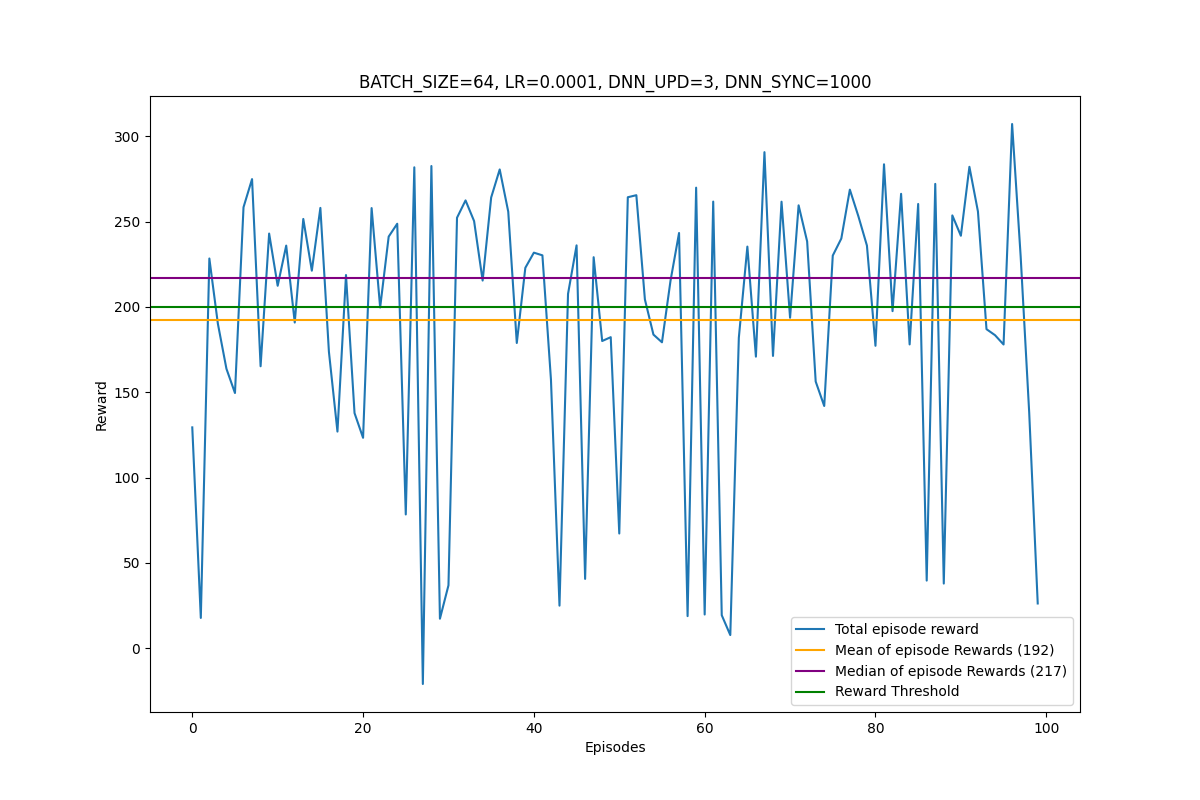 BATCH_SIZE=64, LR=0.0001, DNN_UPD=3, DNN_SYNC=1000
300
250
200
150
100
50
0
Reward
0 20 40 60 80 100
Episodes
Total episode reward
Mean of episode Rewards (192)
Median of episode Rewards (217)
Reward Threshold